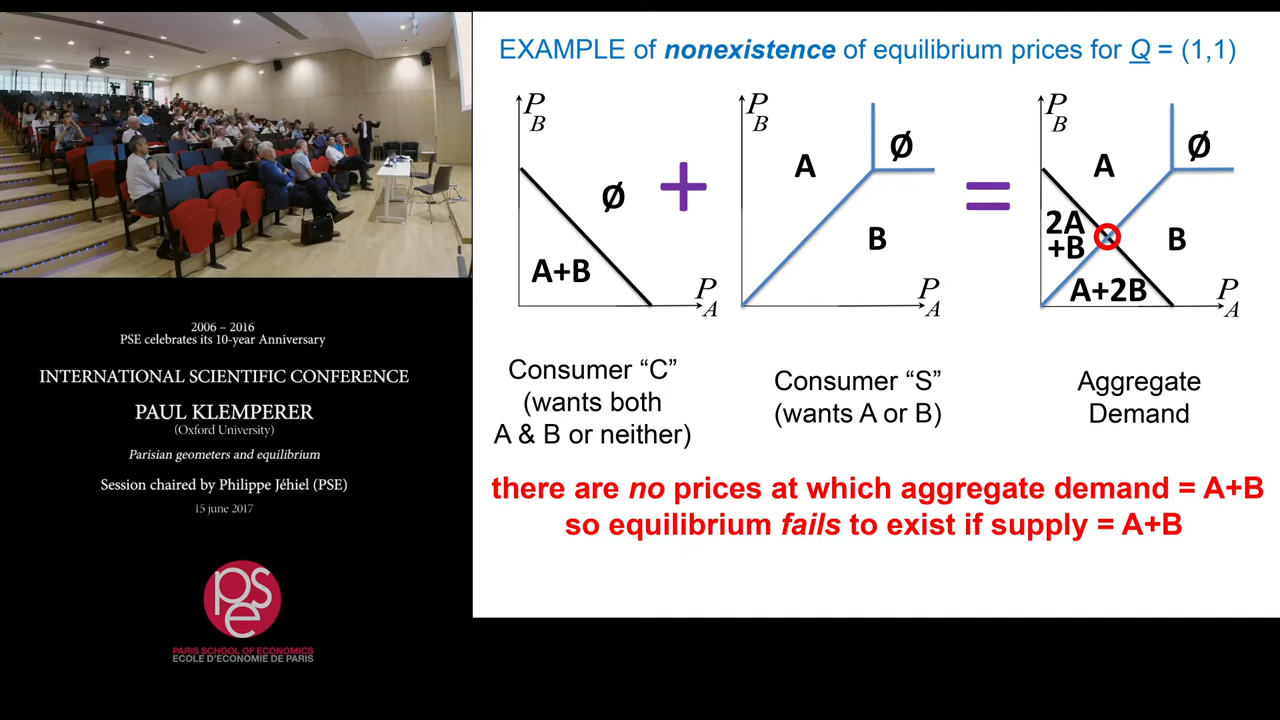 2006 – 2016
PSE celebrates its 10-year Anniversary
INTERNATIONAL SCIENTIFIC CONFERENCE
PAUL KLEMPERER
(Oxford University)
Parisian geometers and equilibrium
Session chaired by Philippe Jéhiel (PSE)
15 june 2017
pse
PARIS SCHOOL OF ECONOMICS
ECOLE D'ECONOMIE DE PARIS
EXAMPLE of nonexistence of equilibrium prices for Q = (1,1)
P
B
Ø
A+B
P
A
+
P
B
A
Ø
B
P
A
=
P
B
A
Ø
2A
+B
B
A+2B
P
A
Consumer “C”
(wants both
A & B or neither)
Consumer “S”
(wants A or B)
Aggregate
Demand
there are no prices at which aggregate demand = A+B
so equilibrium fails to exist if supply = A+B